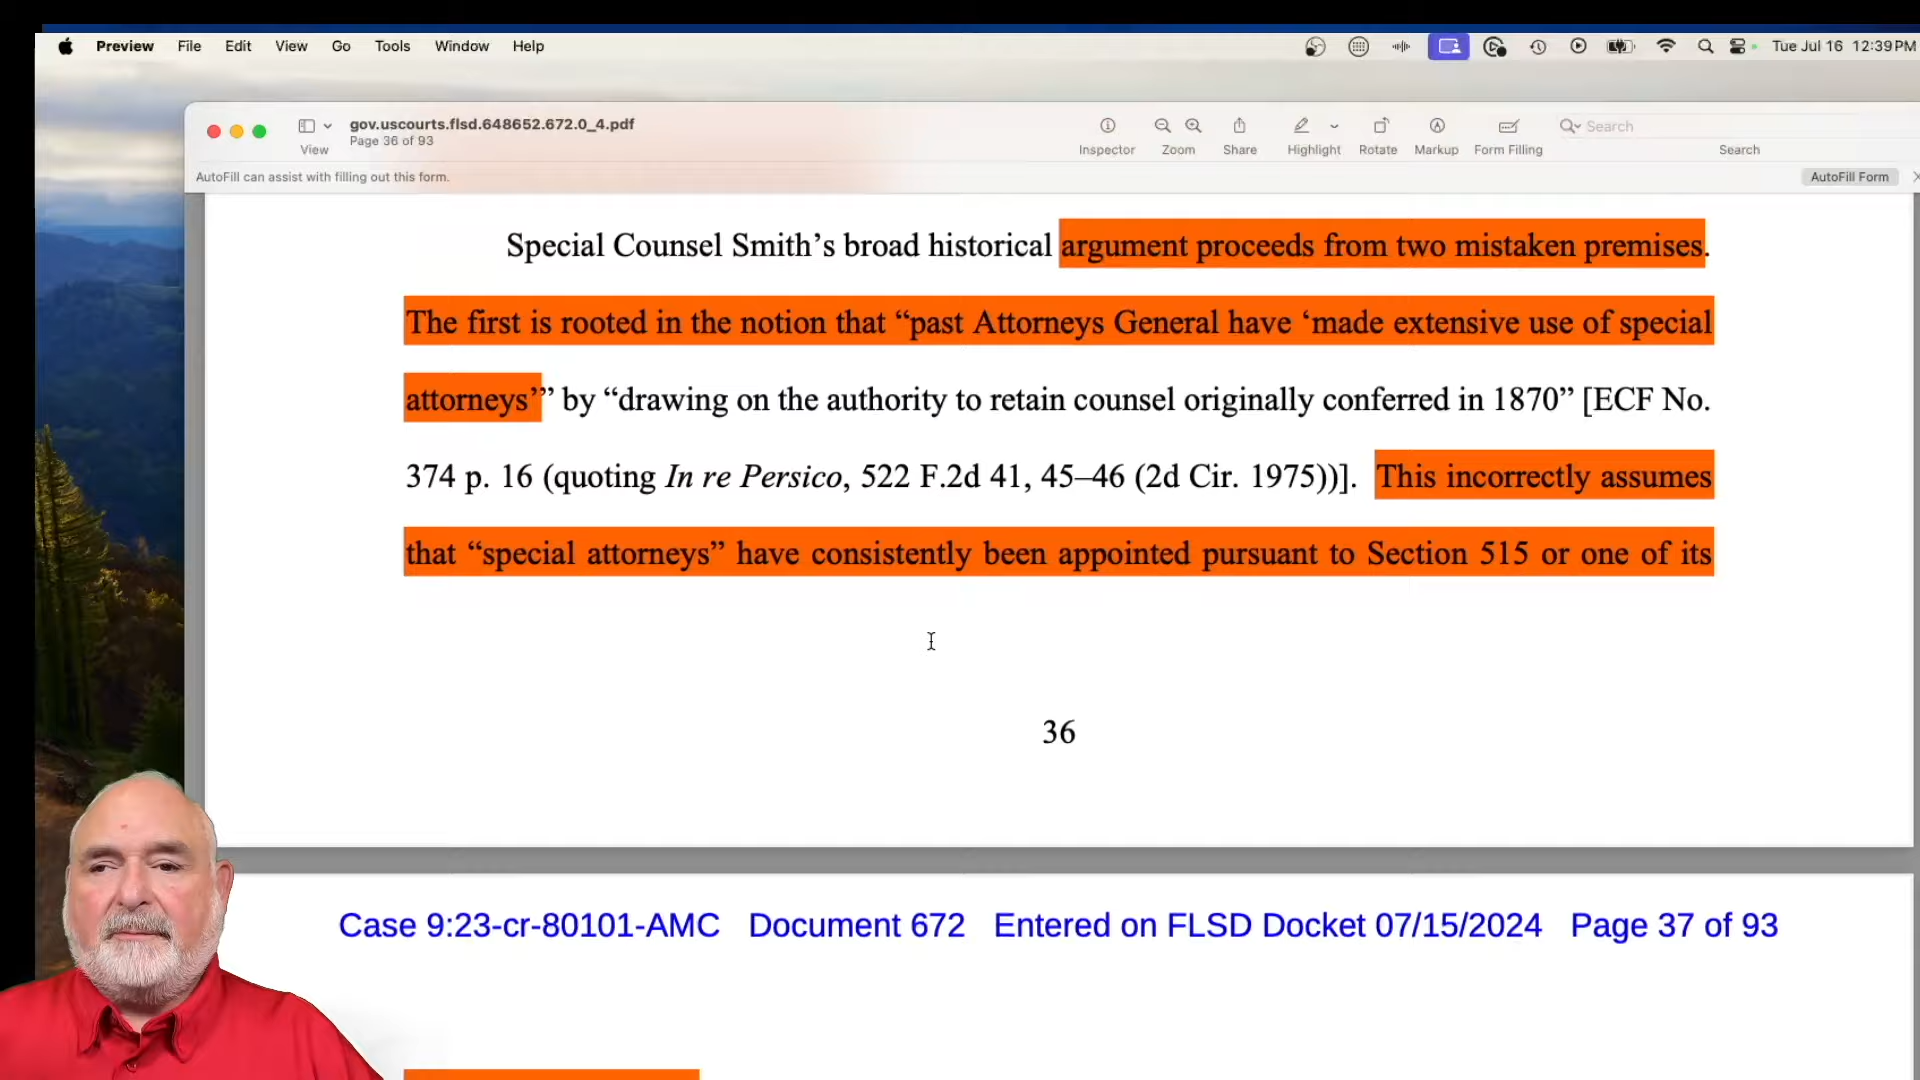 Preview File Edit View Go Tools Window Help Tue Jul 16 12:39 PM
gov.uscourts.flsd.648652.672.0_4.pdf
Page 36 of 93
View Inspector Zoom Share Highlight Rotate Markup Form Filling Search Search
AutoFill can assist with filling out this form. AutoFill Form
Special Counsel Smith’s broad historical argument proceeds from two mistaken premises.
The first is rooted in the notion that “past Attorneys General have ‘made extensive use of special
attorneys’” by “drawing on the authority to retain counsel originally conferred in 1870” [ECF No.
374 p. 16 (quoting In re Persico, 522 F.2d 41, 45–46 (2d Cir. 1975))]. This incorrectly assumes
that “special attorneys” have consistently been appointed pursuant to Section 515 or one of its
36
Case 9:23-cr-80101-AMC Document 672 Entered on FLSD Docket 07/15/2024 Page 37 of 93